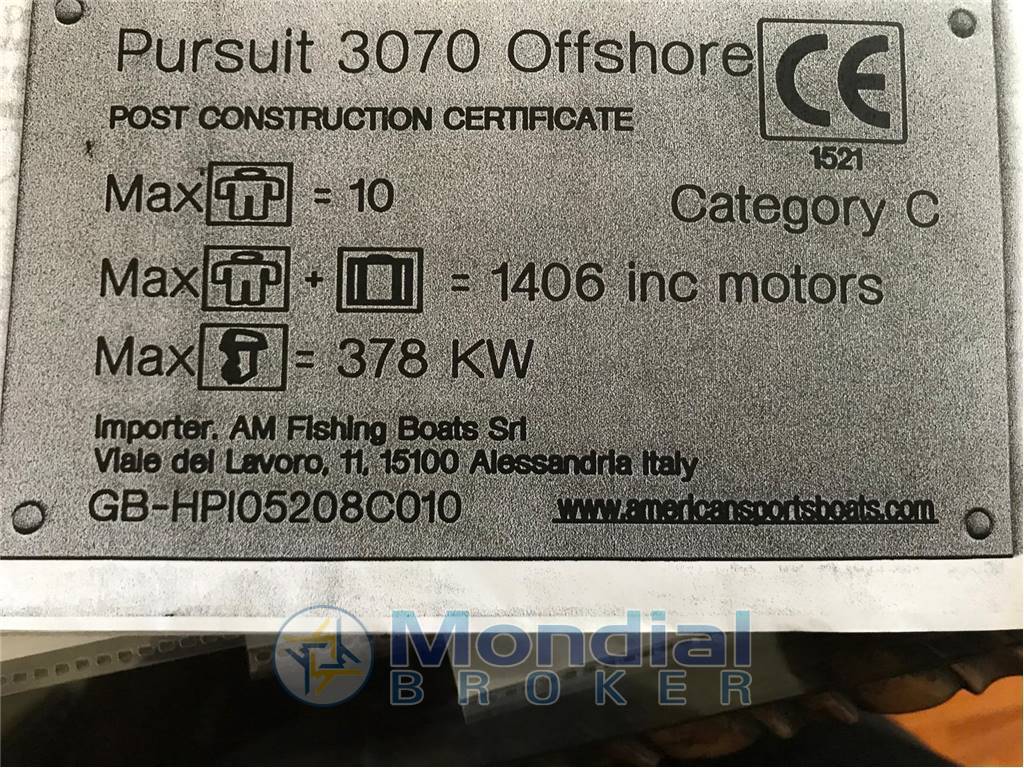 Pursuit 3070 Offshore
CE
POST CONSTRUCTION CERTIFICATE
1521
Max = 10
Category C
Max + = 1406 inc motors
Max = 378 KW
Importer. AM Fishing Boats Srl
Viale del Lavoro, 11, 15100 Alessandria Italy
GB-HPI05208C010
www.americansportsboats.com
Mondial
BROKER